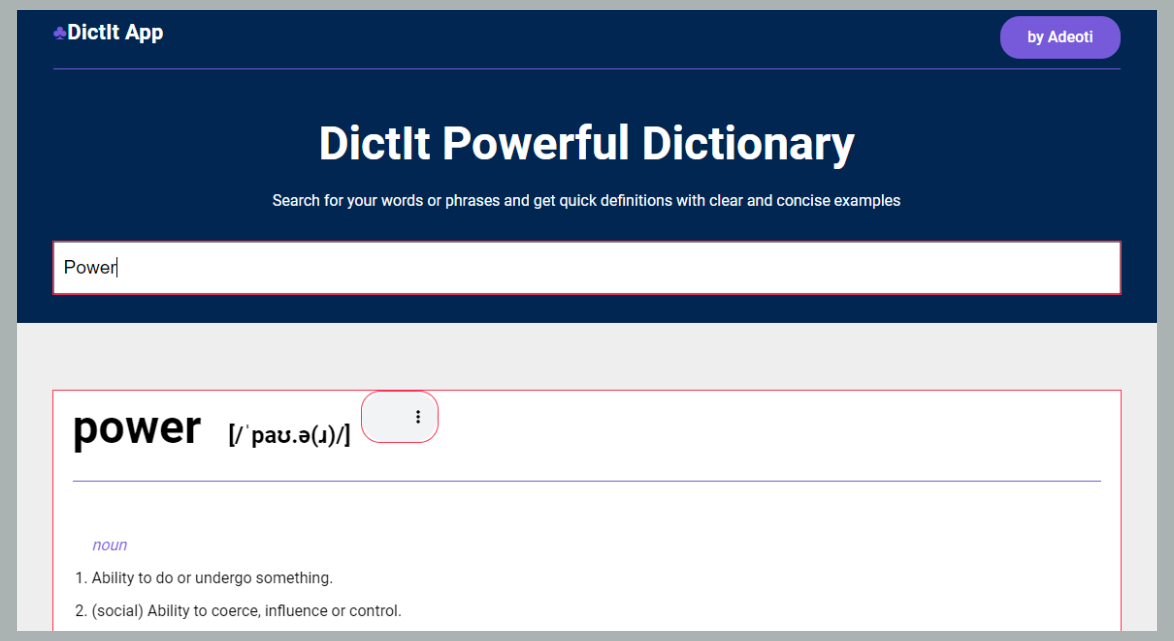 ♣DictIt App
by Adeoti
DictIt Powerful Dictionary
Search for your words or phrases and get quick definitions with clear and concise examples
Power
power [/ˈpaʊ.ə(ɹ)/]
noun
1. Ability to do or undergo something.
2. (social) Ability to coerce, influence or control.